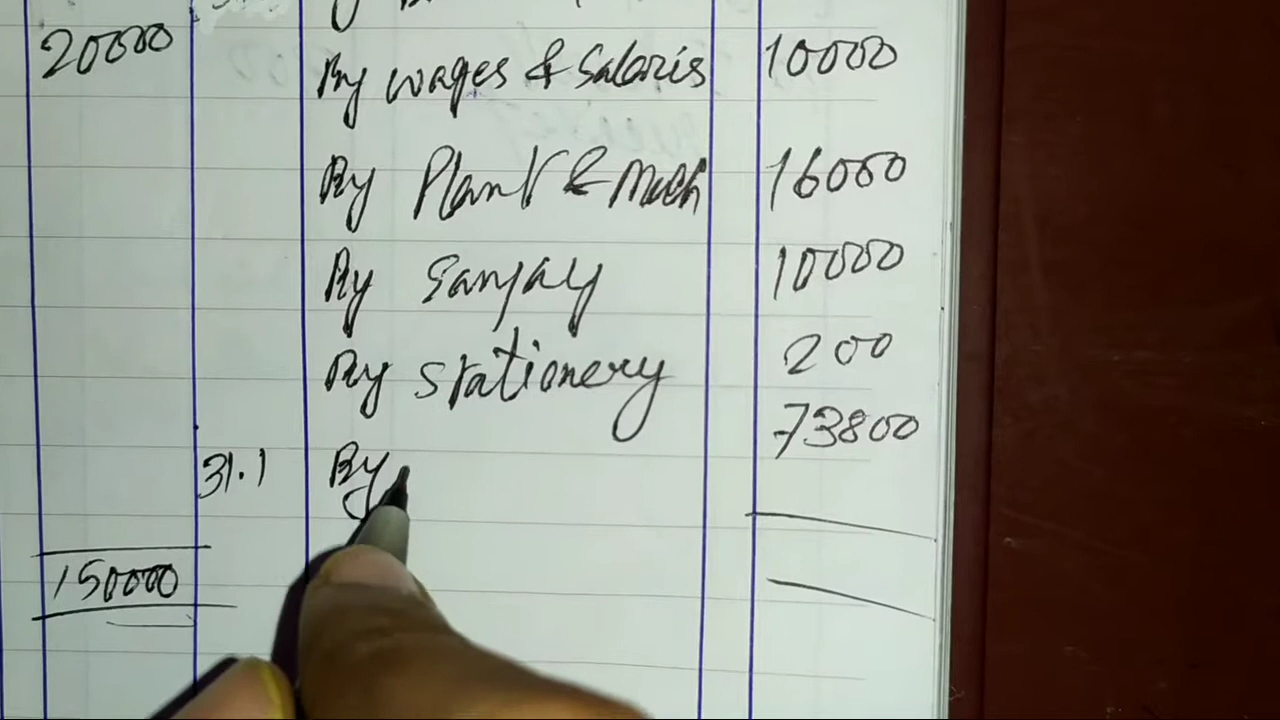 20000 By wages & Salaris 10000
By Plant & Mach 16000
By Sanjay 10000
By Stationery 200
73800
31.1 By
150000